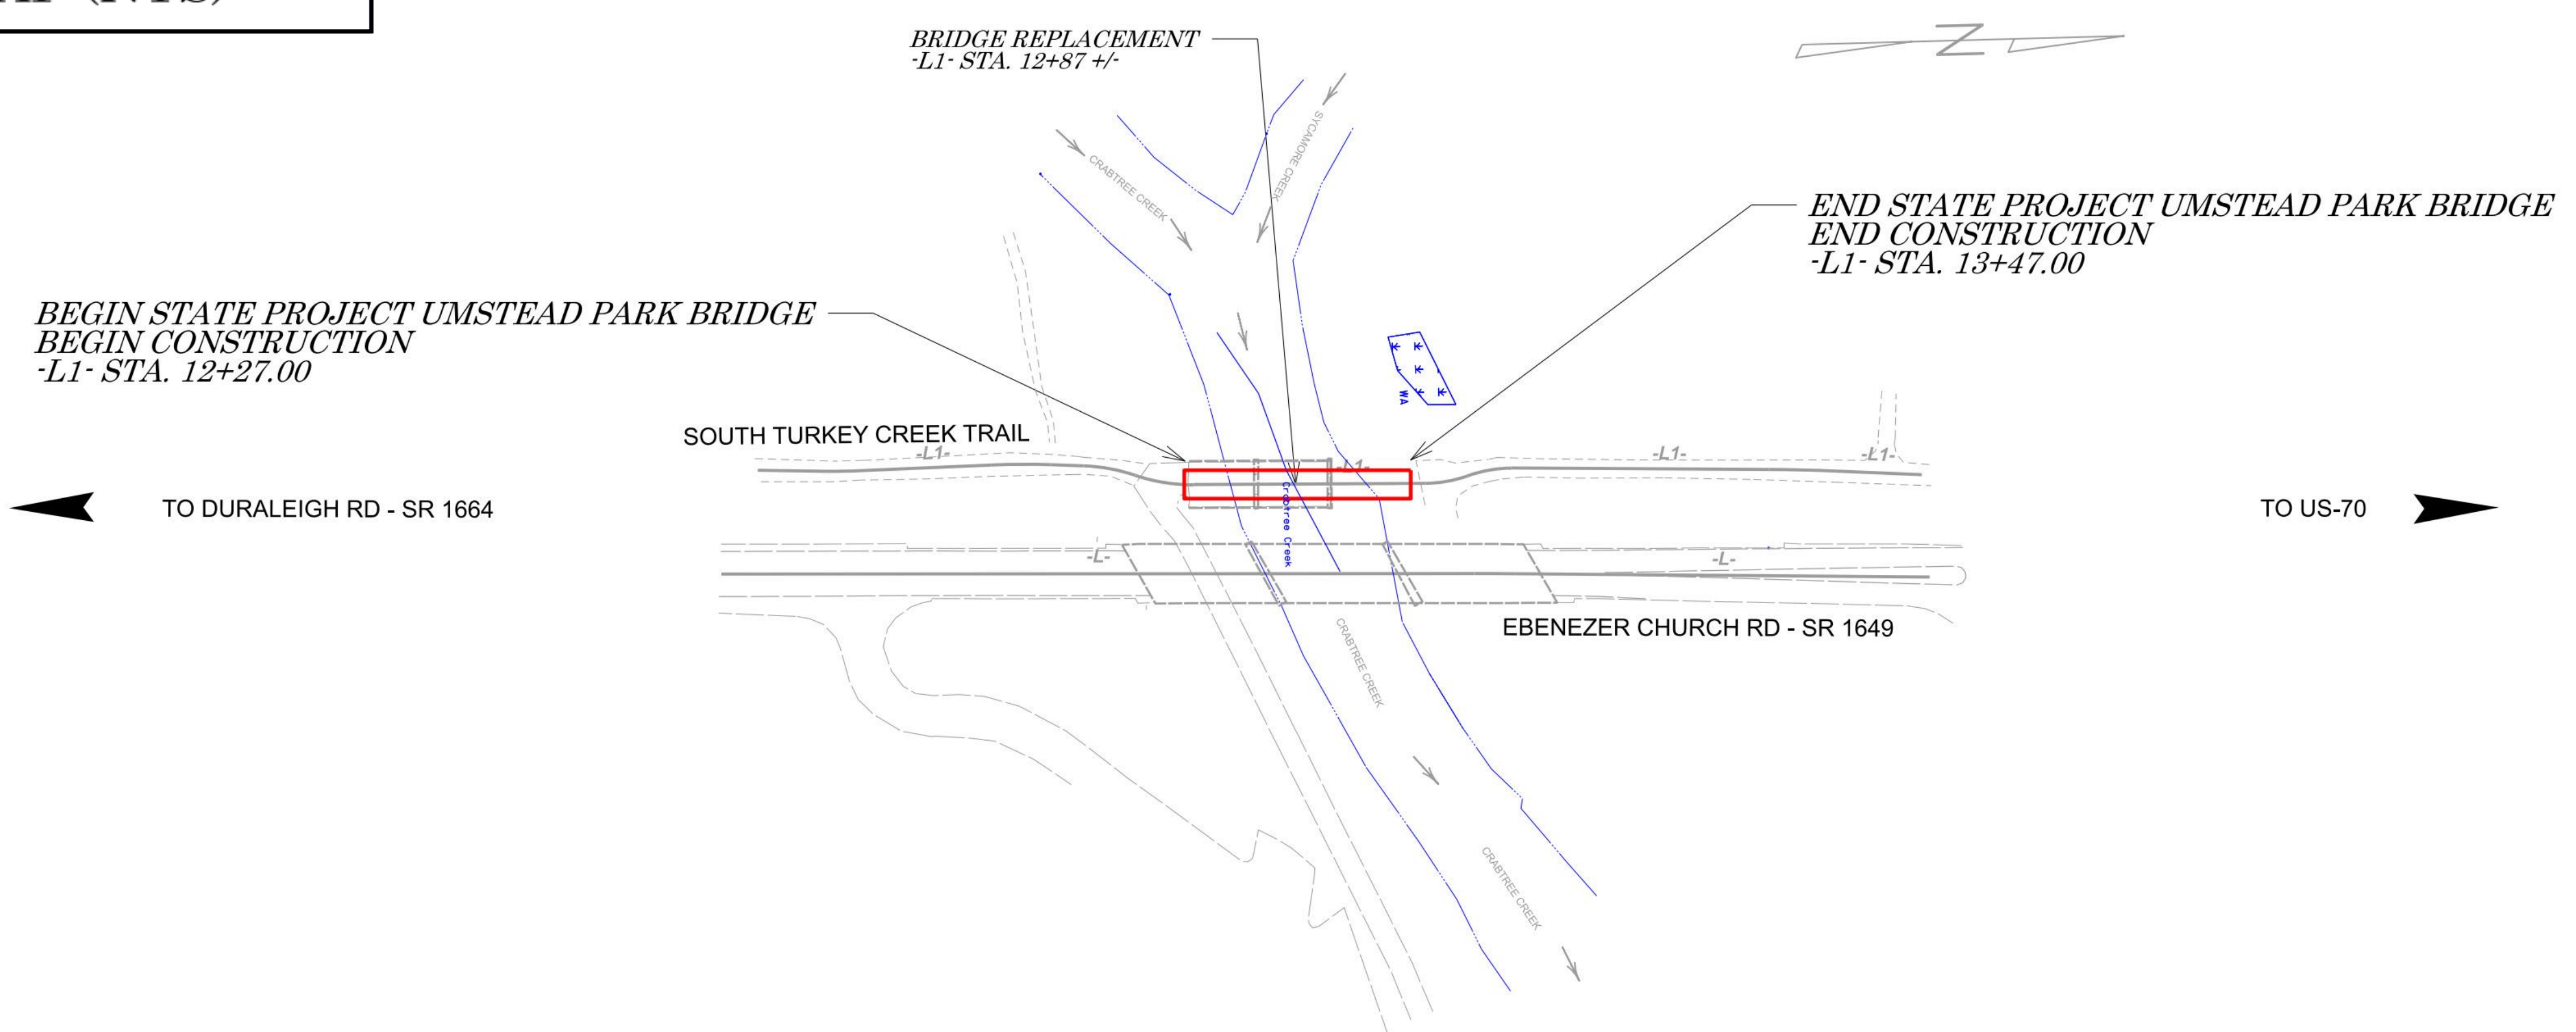 (NTS)
BRIDGE REPLACEMENT
-L1- STA. 12+87 +/-
Z
CRABTREE CREEK
SYCAMORE CREEK
END STATE PROJECT UMSTEAD PARK BRIDGE
END CONSTRUCTION
-L1- STA. 13+47.00
BEGIN STATE PROJECT UMSTEAD PARK BRIDGE
BEGIN CONSTRUCTION
-L1- STA. 12+27.00
WA
SOUTH TURKEY CREEK TRAIL
-L1-
-L1-
-L1-
-L1-
Crabtree Creek
TO DURALEIGH RD - SR 1664
TO US-70
-L-
-L-
EBENEZER CHURCH RD - SR 1649
CRABTREE CREEK
CRABTREE CREEK